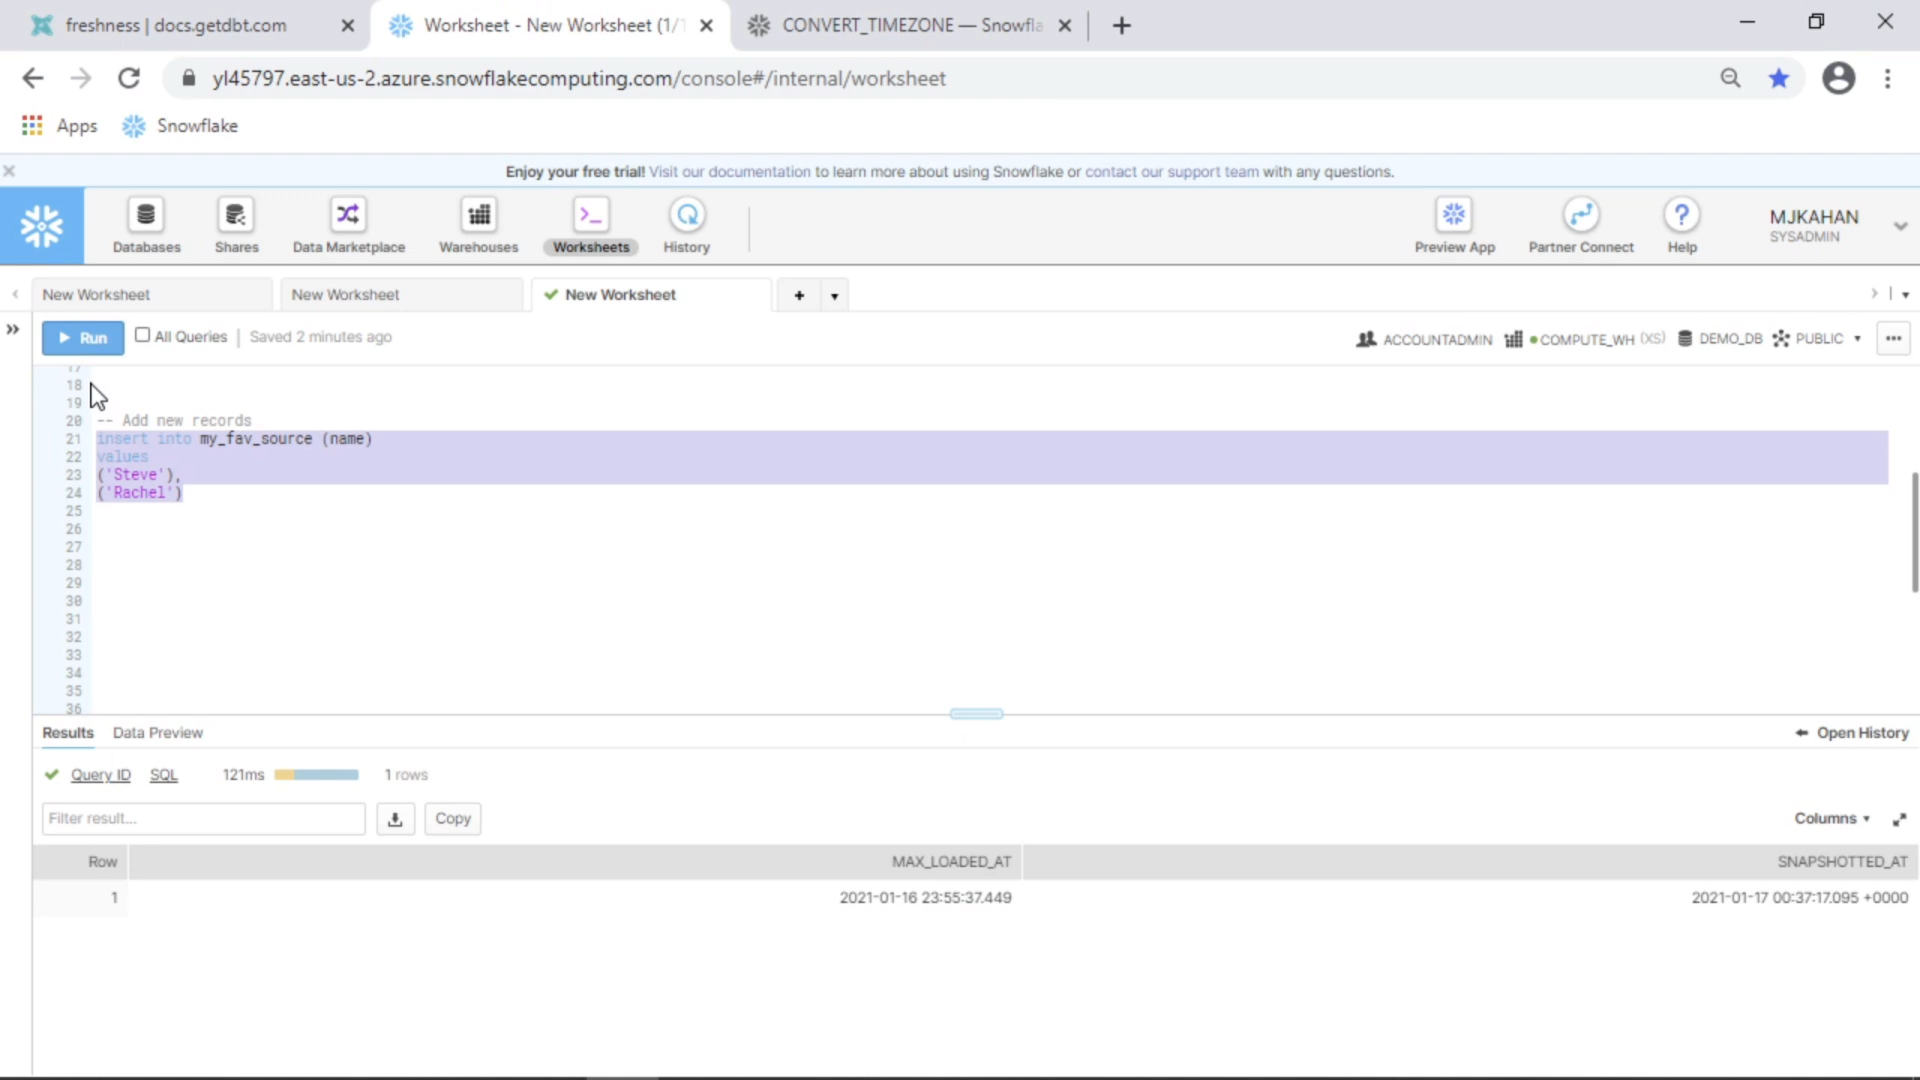 freshness | docs.getdbt.com
Worksheet - New Worksheet (1/1
CONVERT_TIMEZONE — Snowfla
yl45797.east-us-2.azure.snowflakecomputing.com/console#/internal/worksheet
Apps
Snowflake
Enjoy your free trial! Visit our documentation to learn more about using Snowflake or contact our support team with any questions.
Databases
Shares
Data Marketplace
Warehouses
Worksheets
History
Preview App
Partner Connect
Help
MJKAHAN
SYSADMIN
New Worksheet
New Worksheet
New Worksheet
Run
All Queries
Saved 2 minutes ago
ACCOUNTADMIN
COMPUTE_WH (XS)
DEMO_DB
PUBLIC
17
18
19
20 -- Add new records
21 insert into my_fav_source (name)
22 values
23 ('Steve'),
24 ('Rachel')
25
26
27
28
29
30
31
32
33
34
35
36
Results
Data Preview
Open History
Query ID
SQL
121ms
1 rows
Filter result...
Copy
Columns
Row MAX_LOADED_AT SNAPSHOTTED_AT
1 2021-01-16 23:55:37.449 2021-01-17 00:37:17.095 +0000